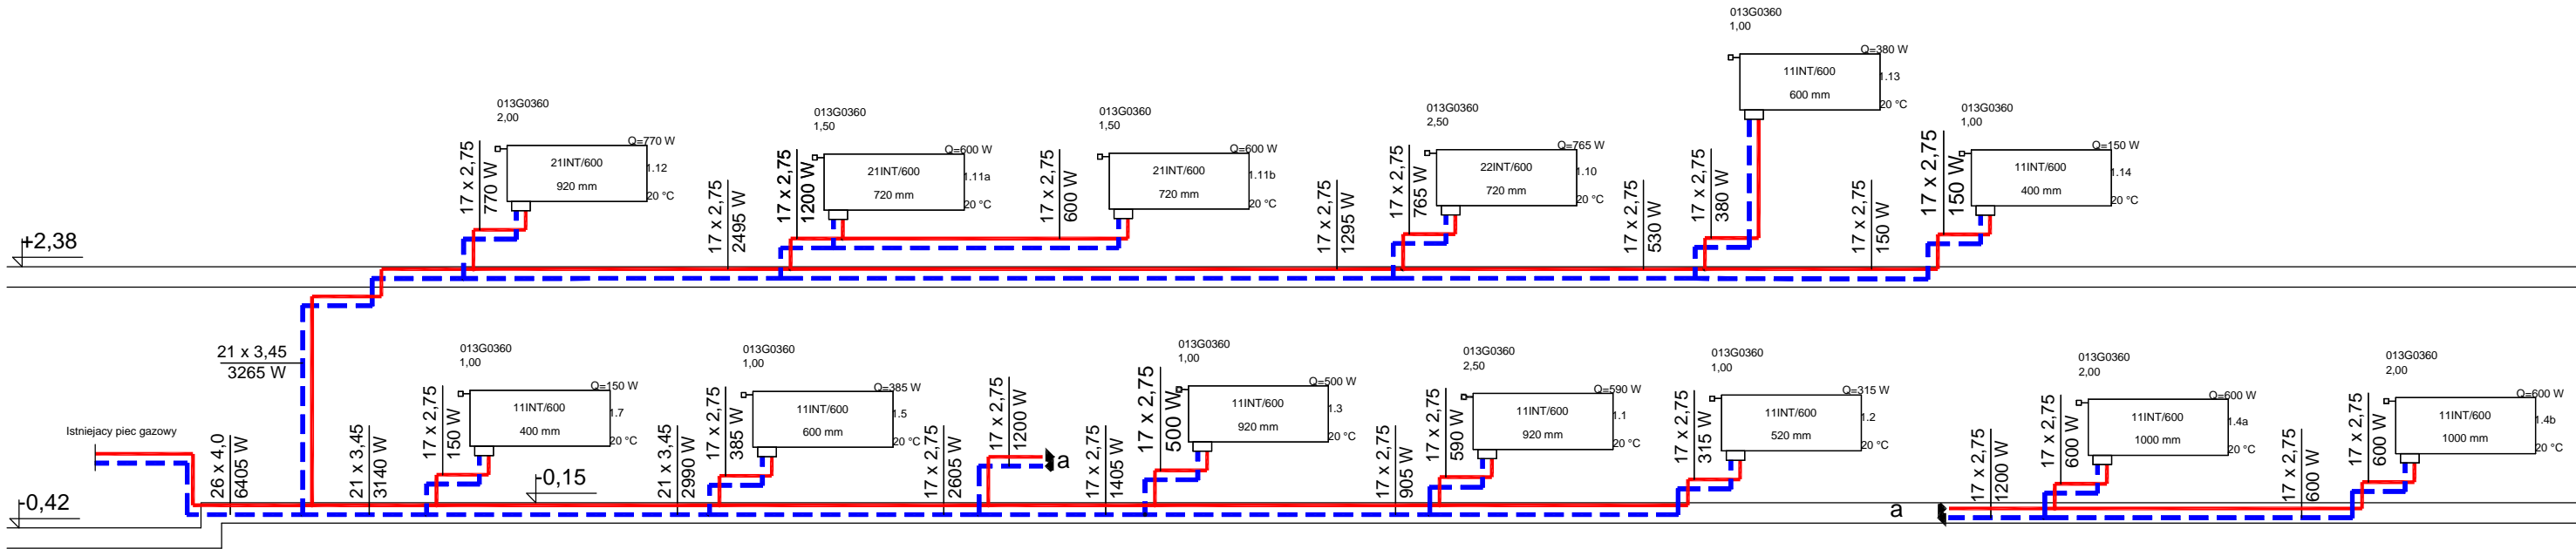 013G0360
1,00
Q=380 W
11INT/600
1.13
600 mm
20 °C
013G0360
2,00
Q=770 W
21INT/600
1.12
920 mm
20 °C
17 x 2,75
770 W
17 x 2,75
2495 W
013G0360
1,50
Q=600 W
21INT/600
1.11a
720 mm
20 °C
17 x 2,75
1200 W
013G0360
1,50
Q=600 W
21INT/600
1.11b
720 mm
20 °C
17 x 2,75
600 W
17 x 2,75
1295 W
013G0360
2,50
Q=765 W
22INT/600
1.10
720 mm
20 °C
17 x 2,75
765 W
17 x 2,75
530 W
17 x 2,75
380 W
17 x 2,75
150 W
013G0360
1,00
Q=150 W
11INT/600
1.14
400 mm
20 °C
17 x 2,75
150 W
+2,38
21 x 3,45
3265 W
Istniejacy piec gazowy
26 x 4,0
6405 W
-0,42
21 x 3,45
3140 W
013G0360
1,00
Q=150 W
11INT/600
1.7
400 mm
20 °C
17 x 2,75
150 W
-0,15
21 x 3,45
2990 W
013G0360
1,00
Q=385 W
11INT/600
1.5
600 mm
20 °C
17 x 2,75
385 W
17 x 2,75
2605 W
17 x 2,75
1200 W
a
17 x 2,75
1405 W
013G0360
1,00
Q=500 W
11INT/600
1.3
920 mm
20 °C
17 x 2,75
500 W
17 x 2,75
905 W
013G0360
2,50
Q=590 W
11INT/600
1.1
920 mm
20 °C
17 x 2,75
590 W
013G0360
1,00
Q=315 W
11INT/600
1.2
520 mm
20 °C
17 x 2,75
315 W
a
17 x 2,75
1200 W
013G0360
2,00
Q=600 W
11INT/600
1.4a
1000 mm
20 °C
17 x 2,75
600 W
17 x 2,75
600 W
013G0360
2,00
Q=600 W
11INT/600
1.4b
1000 mm
20 °C
17 x 2,75
600 W